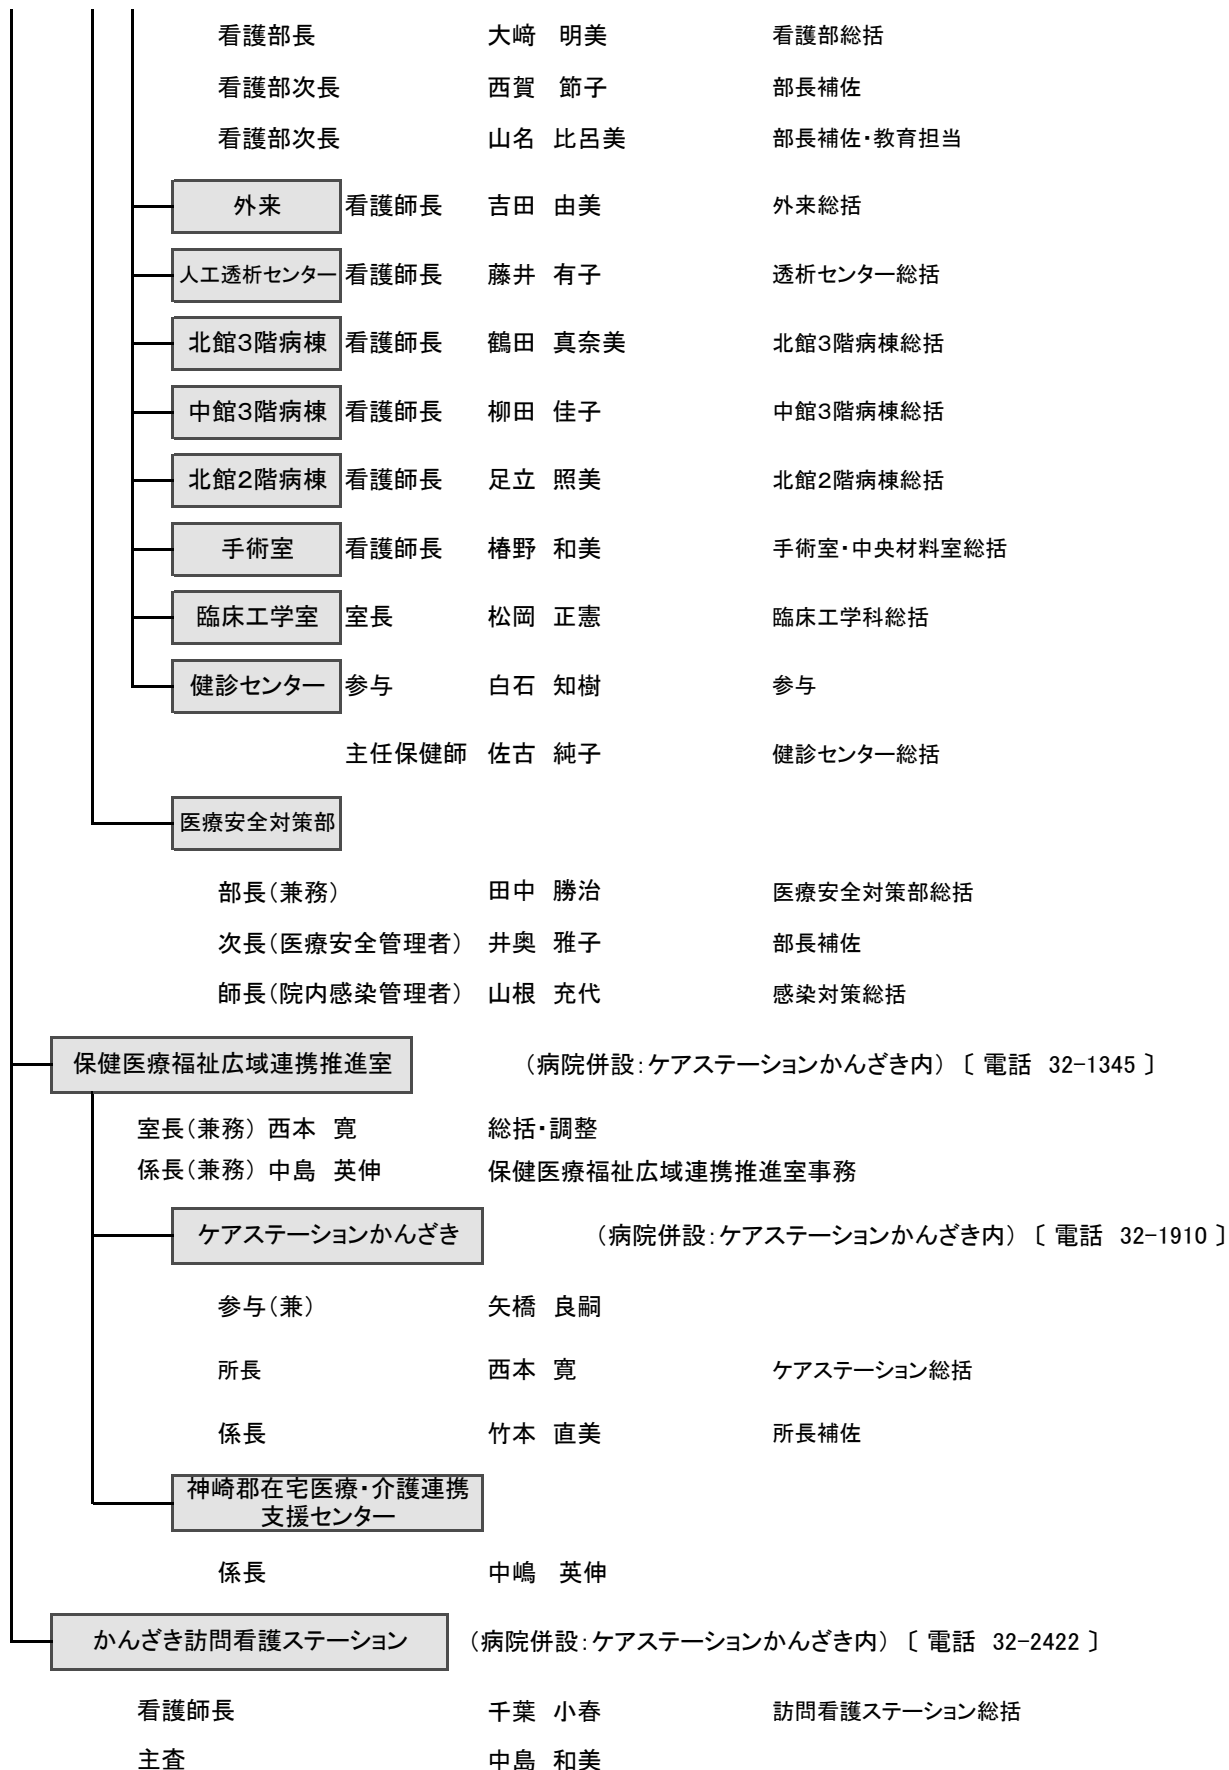 看護部長 大﨑 明美 看護部総括
看護部次長 西賀 節子 部長補佐
看護部次長 山名 比呂美 部長補佐・教育担当
外来 看護師長 吉田 由美 外来総括
人工透析センター 看護師長 藤井 有子 透析センター総括
北館3階病棟 看護師長 鶴田 真奈美 北館3階病棟総括
中館3階病棟 看護師長 柳田 佳子 中館3階病棟総括
北館2階病棟 看護師長 足立 照美 北館2階病棟総括
手術室 看護師長 椿野 和美 手術室・中央材料室総括
臨床工学室 室長 松岡 正憲 臨床工学科総括
健診センター 参与 白石 知樹 参与
主任保健師 佐古 純子 健診センター総括
医療安全対策部
部長（兼務） 田中 勝治 医療安全対策部総括
次長（医療安全管理者） 井奥 雅子 部長補佐
師長（院内感染管理者） 山根 充代 感染対策総括
保健医療福祉広域連携推進室 （病院併設：ケアステーションかんざき内）〔 電話 32-1345 〕
室長（兼務） 西本 寛 総括・調整
係長（兼務） 中島 英伸 保健医療福祉広域連携推進室事務
ケアステーションかんざき （病院併設：ケアステーションかんざき内）〔 電話 32-1910 〕
参与（兼） 矢橋 良嗣
所長 西本 寛 ケアステーション総括
係長 竹本 直美 所長補佐
神崎郡在宅医療・介護連携
支援センター
係長 中嶋 英伸
かんざき訪問看護ステーション （病院併設：ケアステーションかんざき内）〔 電話 32-2422 〕
看護師長 千葉 小春 訪問看護ステーション総括
主査 中島 和美